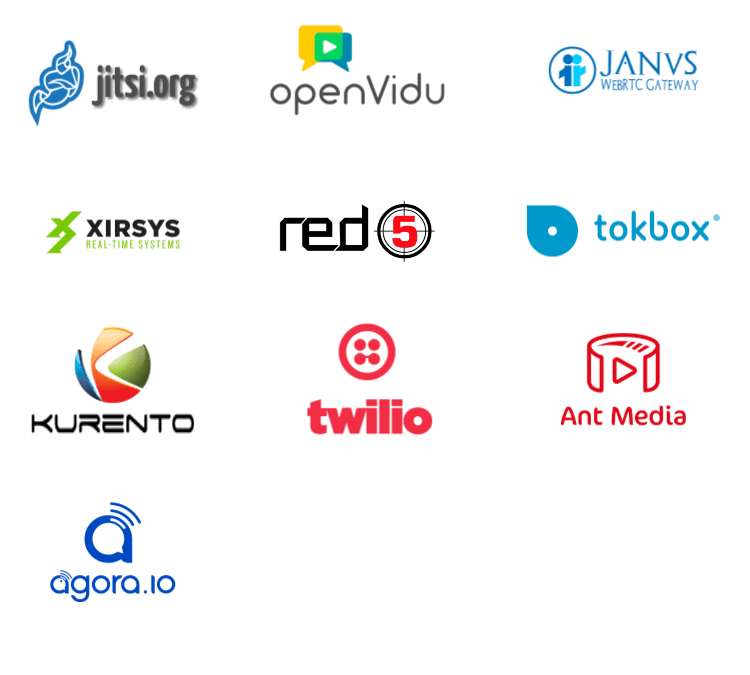 jitsi.org
openVidu
JANVS
WEBRTC GATEWAY
XIRSYS
REAL-TIME SYSTEMS
red5
tokbox®
KURENTO
twilio
Ant Media
a
agora.io